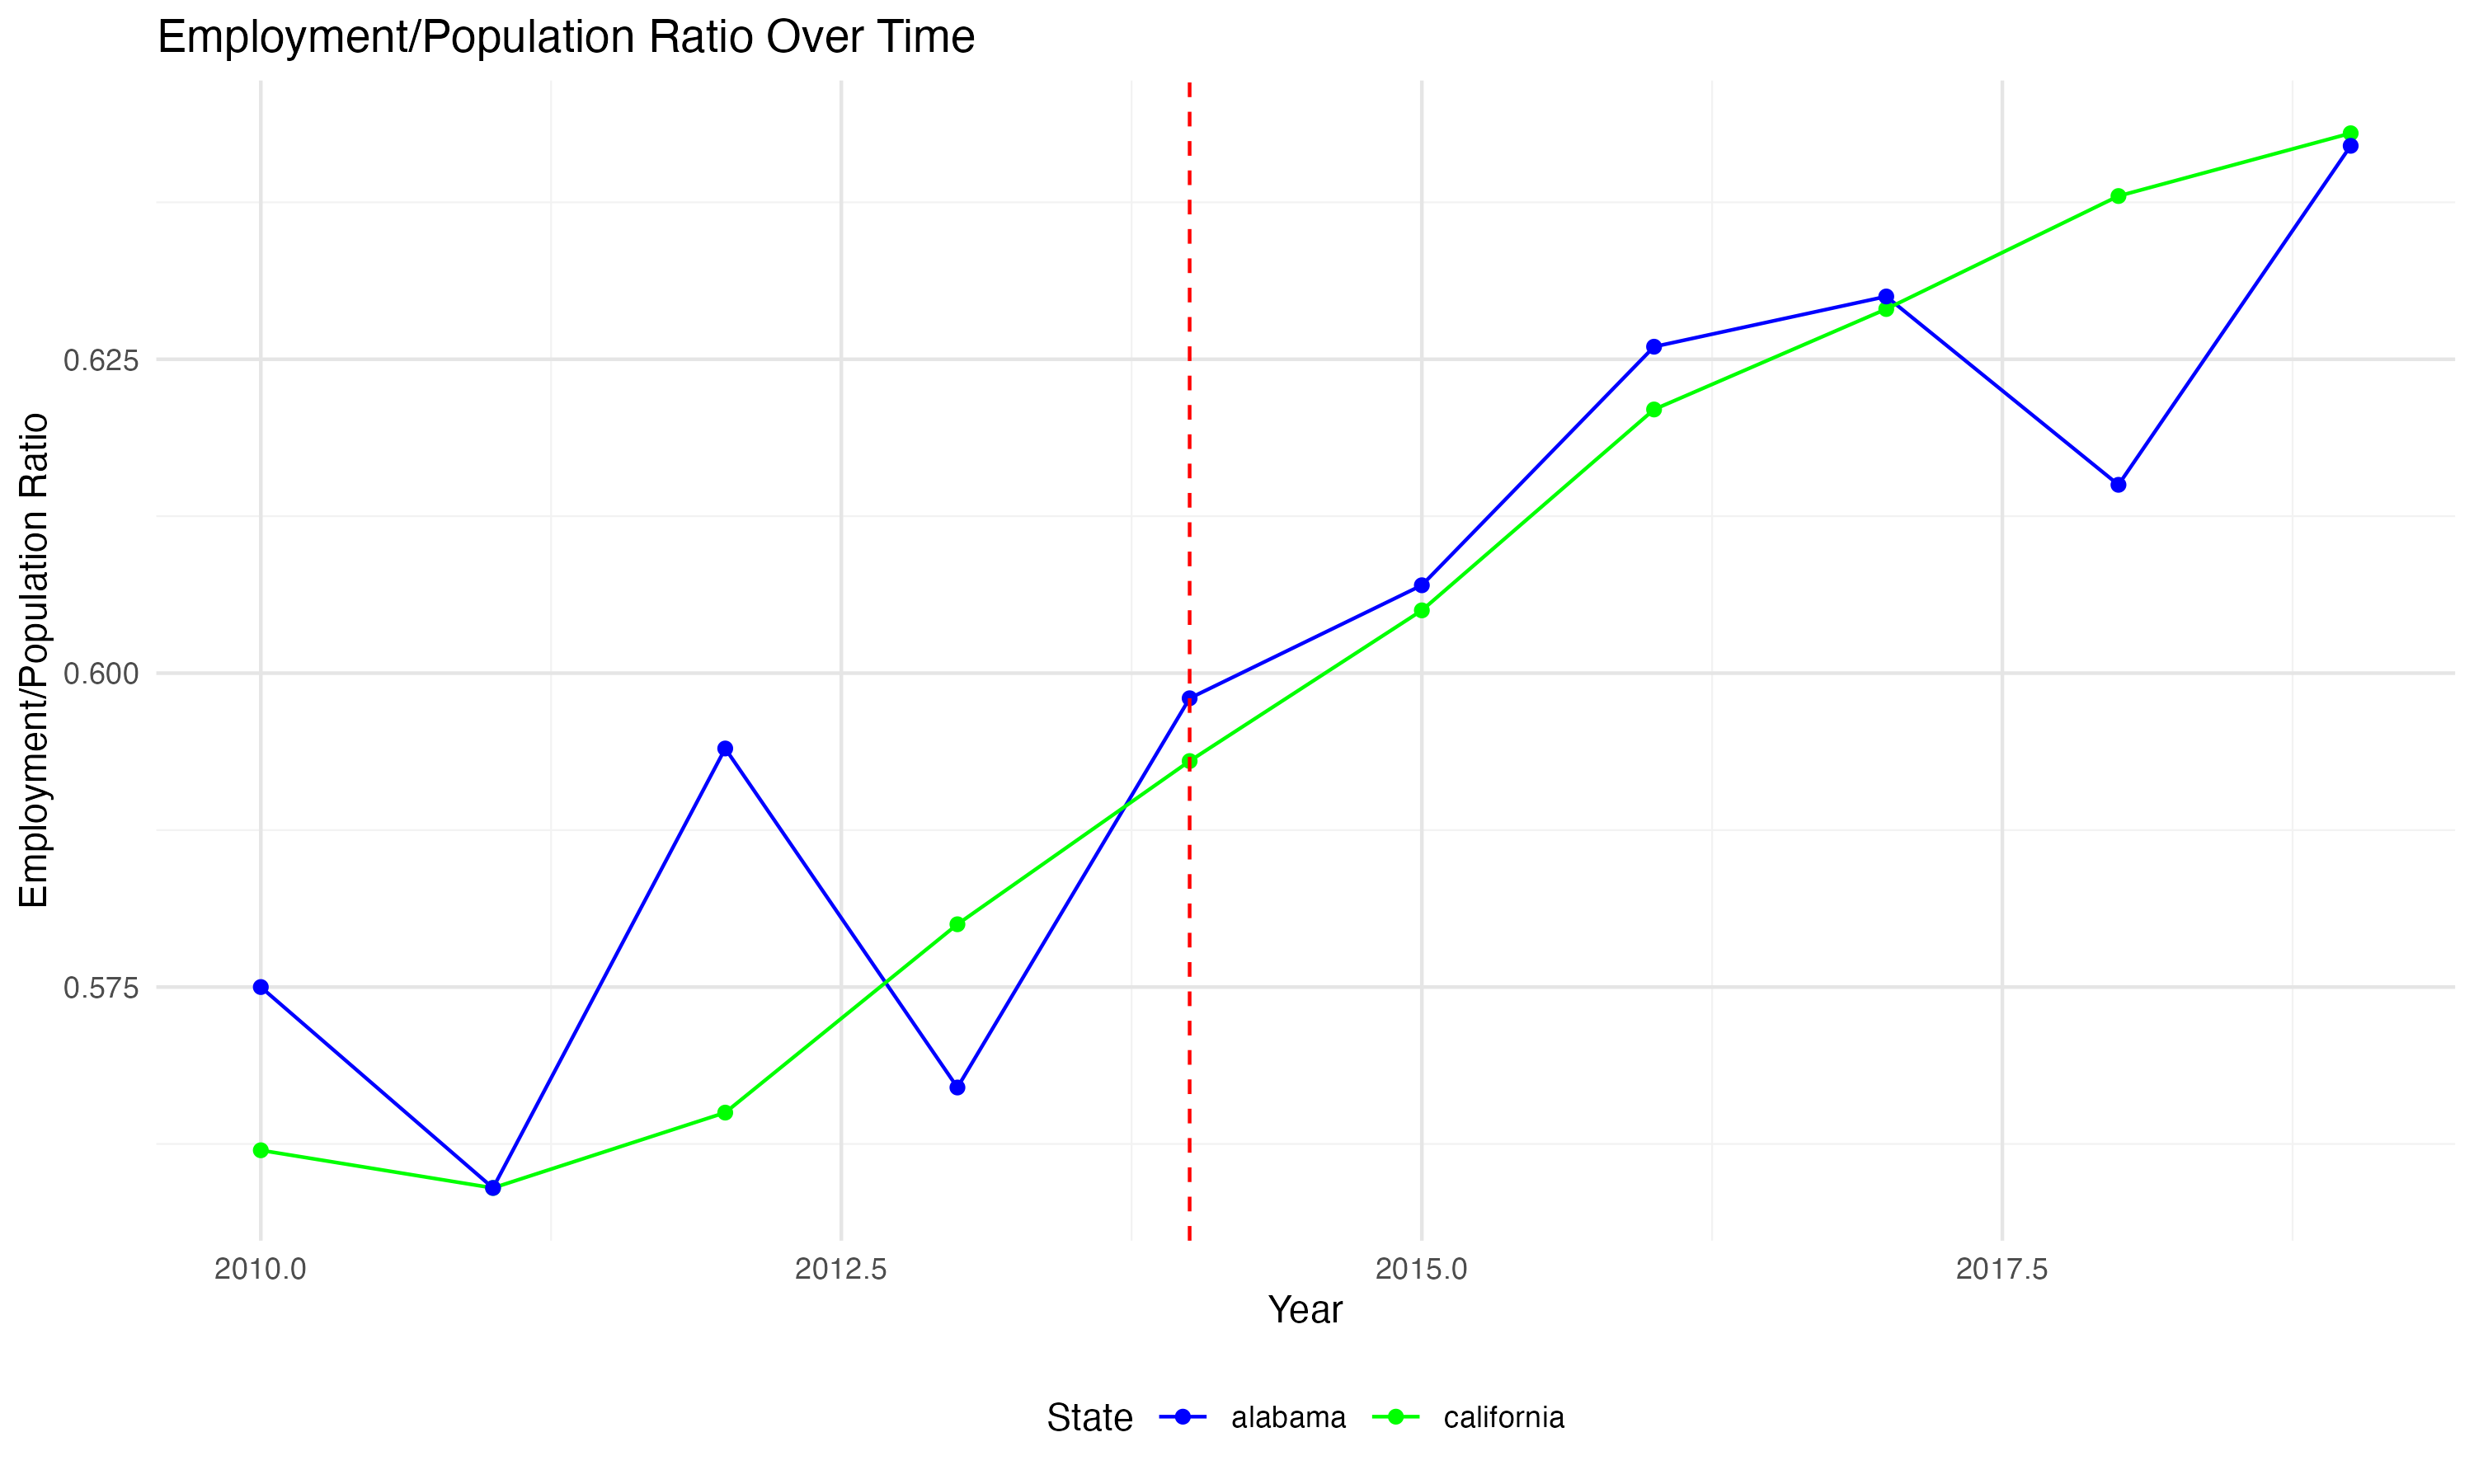 Employment/Population Ratio Over Time
Employment/Population Ratio
0.625
0.600
0.575
2010.0 2012.5 2015.0 2017.5
Year
State alabama california